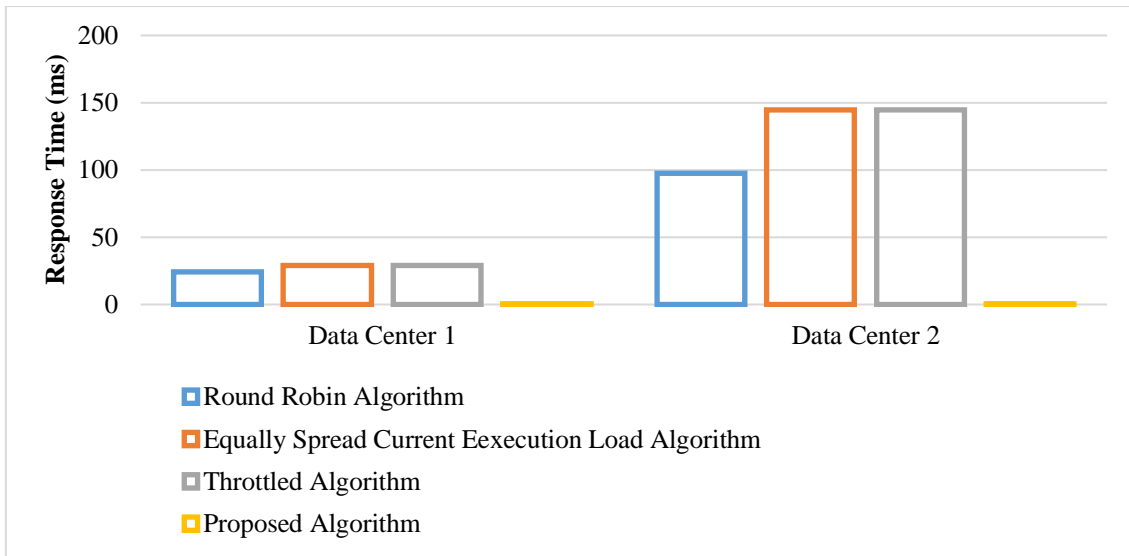 200
150
100
50
0
Response Time (ms)
Data Center 1
Data Center 2
Round Robin Algorithm
Equally Spread Current Eexecution Load Algorithm
Throttled Algorithm
Proposed Algorithm